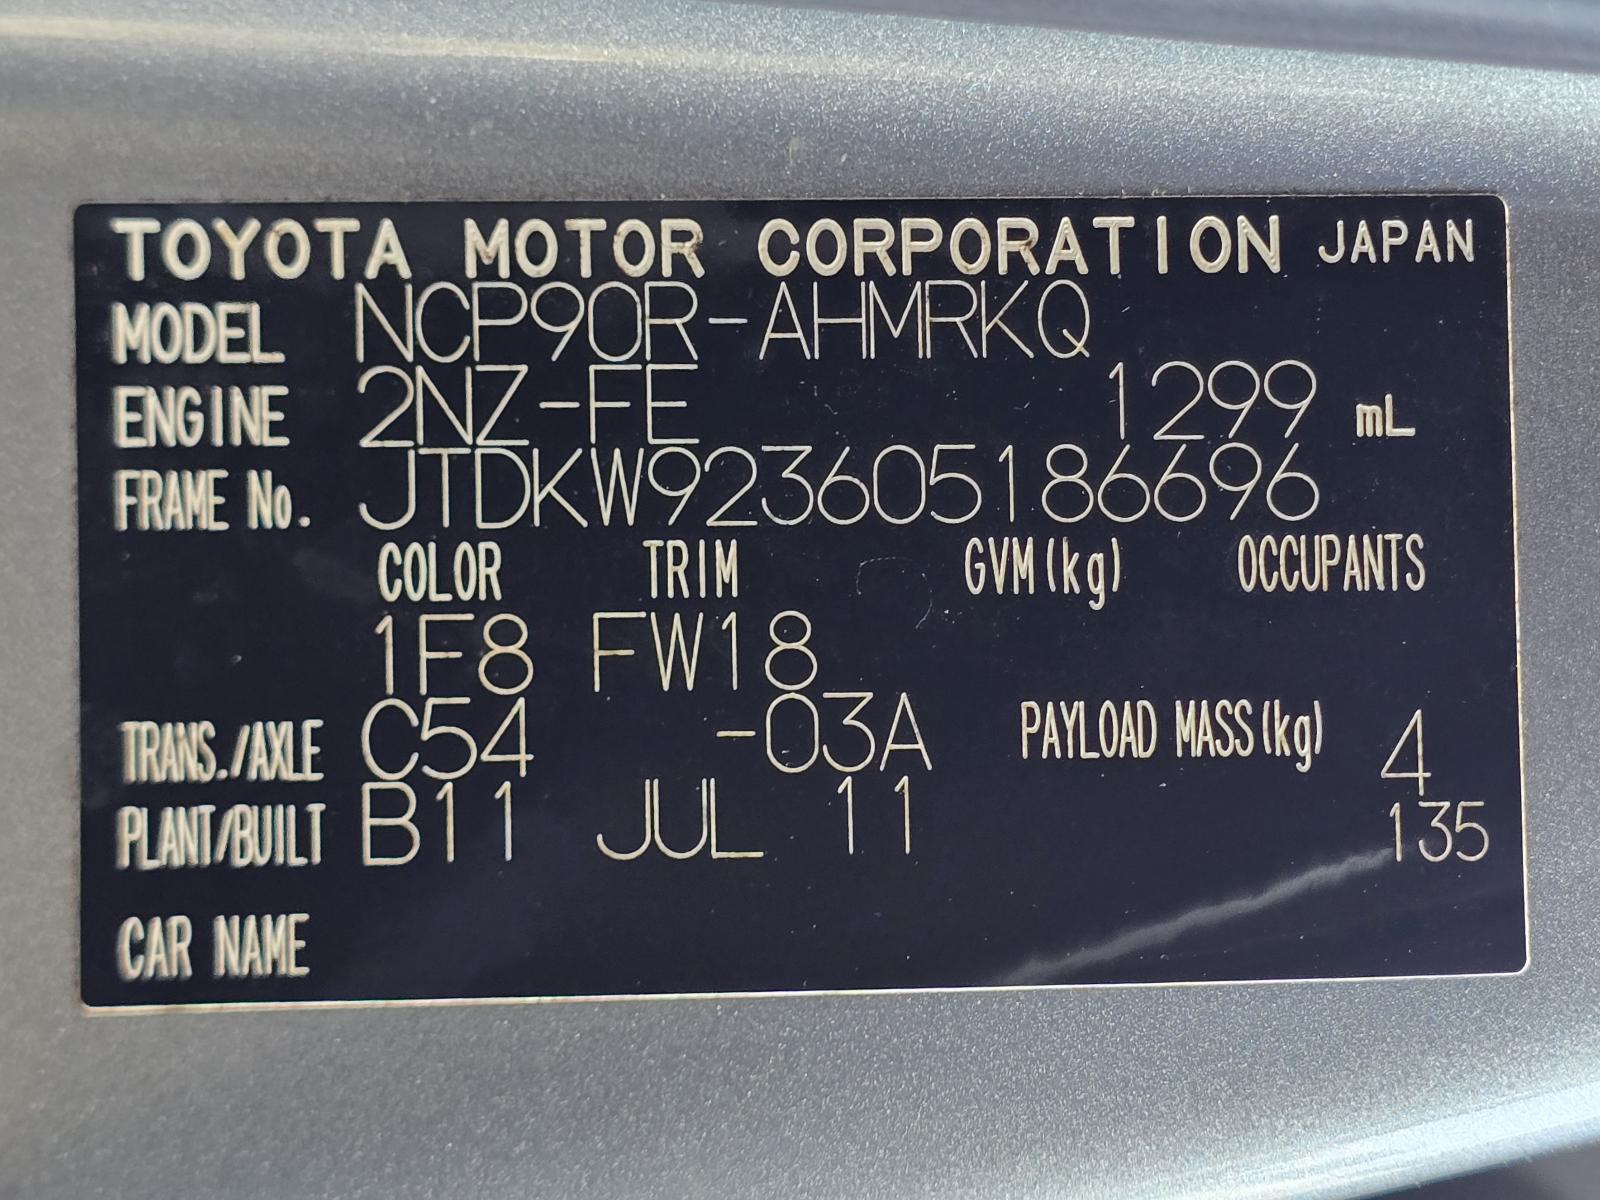 TOYOTA MOTOR CORPORATION JAPAN
MODEL NCP90R-AHMRKQ
ENGINE 2NZ-FE 1299 mL
FRAME No. JTDKW923605186696
COLOR TRIM GVM(kg) OCCUPANTS
1F8 FW18
TRANS./AXLE C54 -03A PAYLOAD MASS(kg) 4
PLANT/BUILT B11 JUL 11 135
CAR NAME